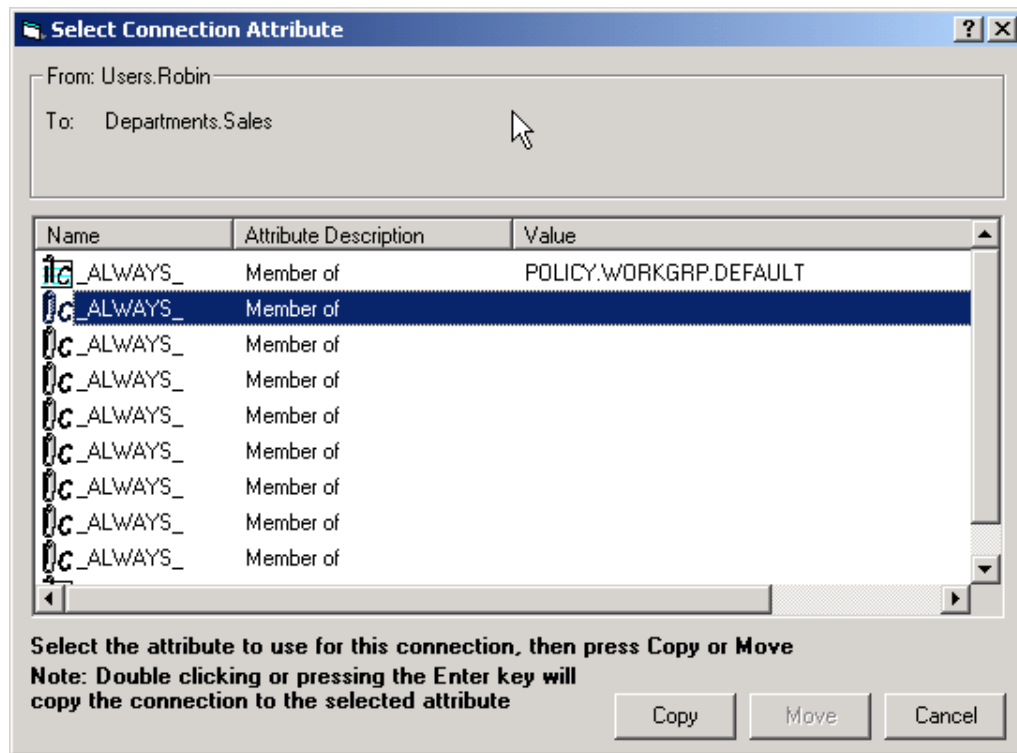 Select Connection Attribute
From: Users.Robin
To: Departments.Sales
Name Attribute Description Value
_ALWAYS_ Member of POLICY.WORKGRP.DEFAULT
_ALWAYS_ Member of
_ALWAYS_ Member of
_ALWAYS_ Member of
_ALWAYS_ Member of
_ALWAYS_ Member of
_ALWAYS_ Member of
_ALWAYS_ Member of
_ALWAYS_ Member of
Select the attribute to use for this connection, then press Copy or Move
Note: Double clicking or pressing the Enter key will
copy the connection to the selected attribute
Copy Move Cancel